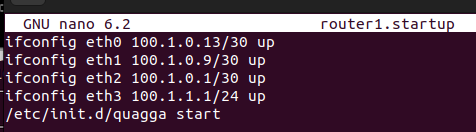 GNU nano 6.2 router1.startup
ifconfig eth0 100.1.0.13/30 up
ifconfig eth1 100.1.0.9/30 up
ifconfig eth2 100.1.0.1/30 up
ifconfig eth3 100.1.1.1/24 up
/etc/init.d/quagga start